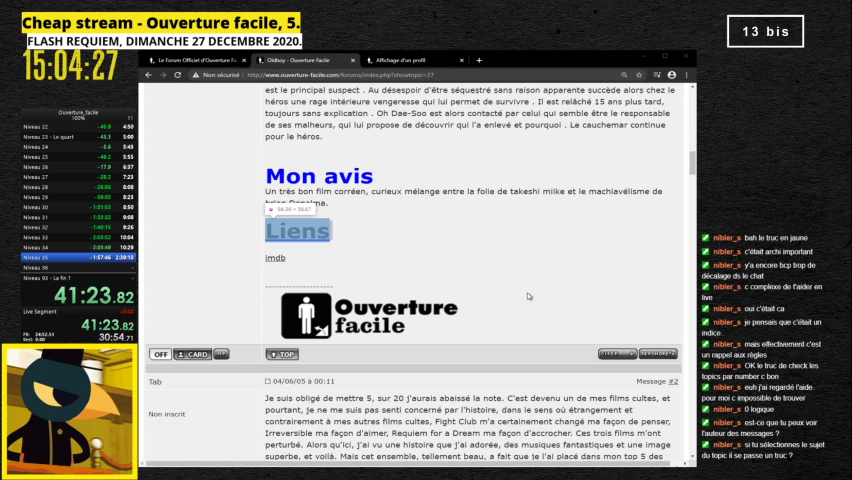 Cheap stream - Ouverture facile, 5.
FLASH REQUIEM, DIMANCHE 27 DECEMBRE 2020.
15:04:27
13 bis
Ouverture_facile
100% 11
Niveau 22 -45.9 4:50
Niveau 23 - Le quart -43.3 5:00
Niveau 24 -5.6 5:43
Niveau 25 -49.2 5:55
Niveau 26 -17.9 6:37
Niveau 27 7:23
Niveau 28 8:08
Niveau 29 8:23
Niveau 30 -1:01:52 8:50
Niveau 31 9:08
Niveau 32 -1:40:15 9:26
Niveau 33 10:04
Niveau 34 -2:03:49 10:29
Niveau 35 -1:57:46 2:39:10
Niveau 36 -
Niveau 93 - La fin ? -
41:23.82
Live Segment
41:23.82
PB: 24:52.51
Best: 0.00
30:54.71
Le Forum Officiel d'Ouverture Fa
Oldboy - Ouverture Facile
Affichage d'un profil
Non sécurisé | http://www.ouverture-facile.com/forums/index.php?showtopic=27
est le principal suspect . Au désespoir d'être séquestré sans raison apparente succède alors chez le
héros une rage intérieure vengeresse qui lui permet de survivre . Il est relâché 15 ans plus tard,
toujours sans explication . Oh Dae-Soo est alors contacté par celui qui semble être le responsable
de ses malheurs, qui lui propose de découvrir qui l'a enlevé et pourquoi . Le cauchemar continue
pour le héros.
Mon avis
Un très bon film corréen, curieux mélange entre la folie de takeshi miike et le machiavélisme de
Liens
imdb
Ouverture
facile
OFF CARD
TOP
Tab
04/06/05 à 00:11
Message #2
Non inscrit
Je suis obligé de mettre 5, sur 20 j'aurais abaissé la note. C'est devenu un de mes films cultes, et
pourtant, je ne me suis pas senti concerné par l'histoire, dans le sens où étrangement et
contrairement à mes autres films cultes, Fight Club m'a certainement changé ma façon de penser,
Irreversible ma façon d'aimer, Requiem for a Dream ma façon d'accrocher. Ces trois films m'ont
perturbé. Alors qu'ici, j'ai vu une histoire que j'ai adorée, des musiques fantastiques et une image
superbe, et voilà. Mais cet ensemble, tellement beau, a fait que je l'ai placé dans mon top 5 des
nibler_s bah le truc en jaune
nibler_s c'était archi important
nibler_s y'a encore bcp trop de
décalage ds le chat
nibler_s c complexe de t'aider en
live
nibler_s oui c'était ca
nibler_s je pensais que c'était un
indice..
nibler_s mais effectivement c'est
un rappel aux règles
nibler_s OK le truc de check les
topics par number c bon
nibler_s euh j'ai regardé l'aide.
pour moi c impossible de trouver
nibler_s 0 logique
nibler_s est-ce que tu peux voir
l'auteur des messages ?
nibler_s si tu sélectionnes le sujet
du topic il se passe un truc ?